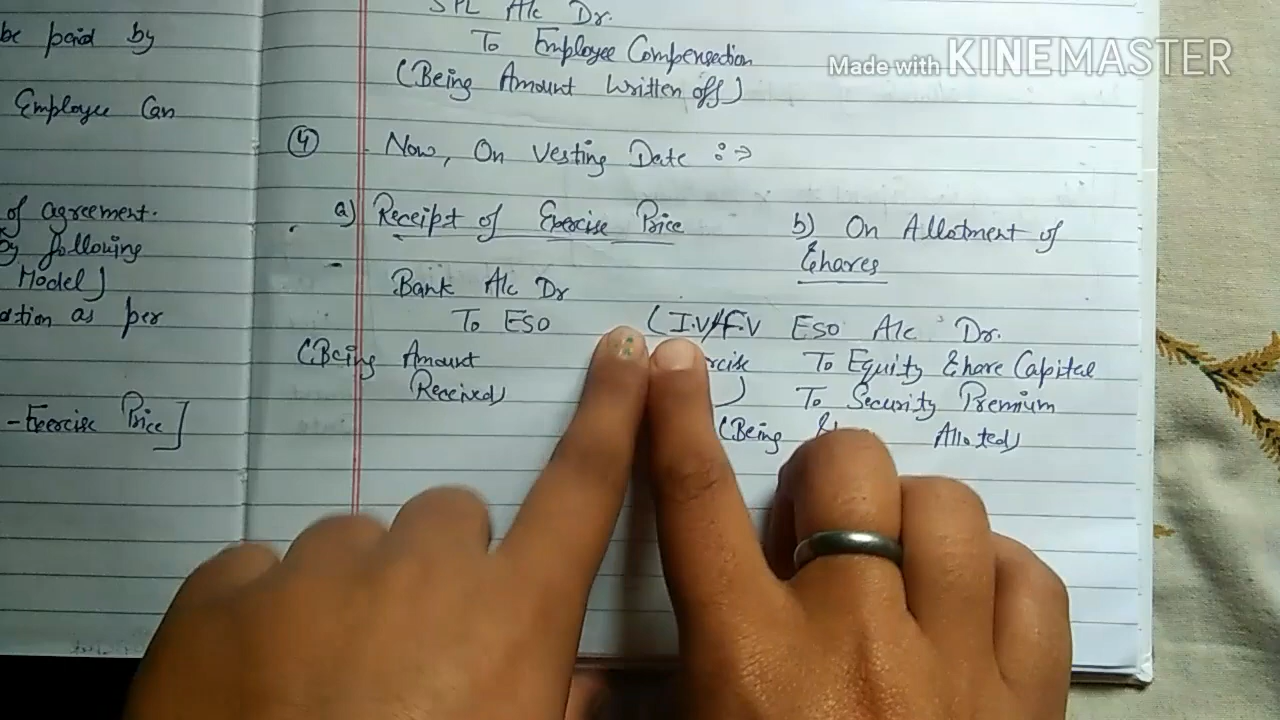 be paid by
Employee Can
of agreement.
by following
Model)
as per
- Exercise Price]
SPL A/c Dr.
To Employee Compensation
(Being Amount Written off)
Made with KINEMASTER
④ Now, On Vesting Date :->
a) Receipt of Exercise Price
Bank A/c Dr
To ESO
(Being Amount
Received)
b) On Allotment of
Shares
(I.V/F.V ESO A/c Dr.
To Equity Share Capital
) To Security Premium
(Being Alloted)